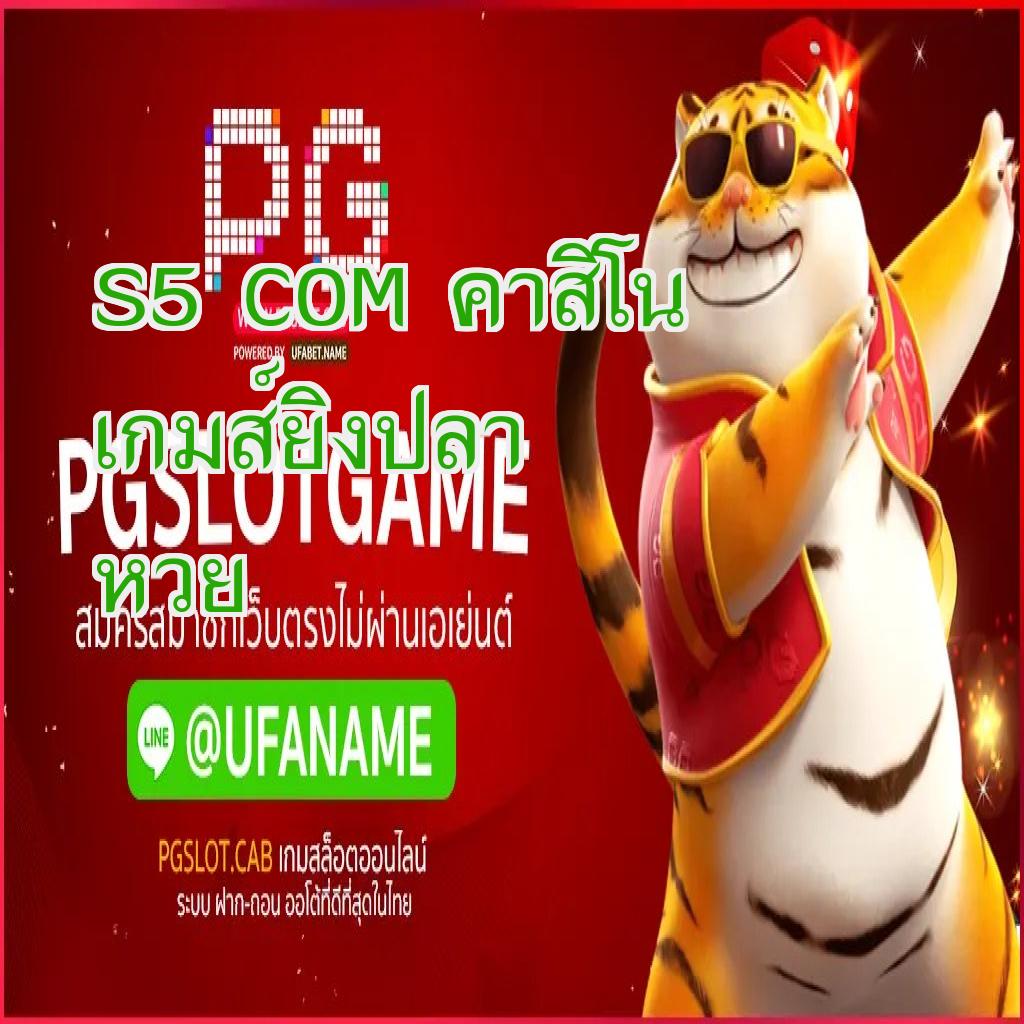 PG
S5 COM คาสิโน
POWERED BY UFABET.NAME
เกมส์ยิงปลา
PGSLOTGAME
หวย
สมัครสมาชิกเว็บตรงไม่ผ่านเอเย่นต์
LINE @UFANAME
PGSLOT.CAB เกมสล็อตออนไลน์
ระบบ ฝาก-ถอน ออโต้ที่ดีที่สุดในไทย